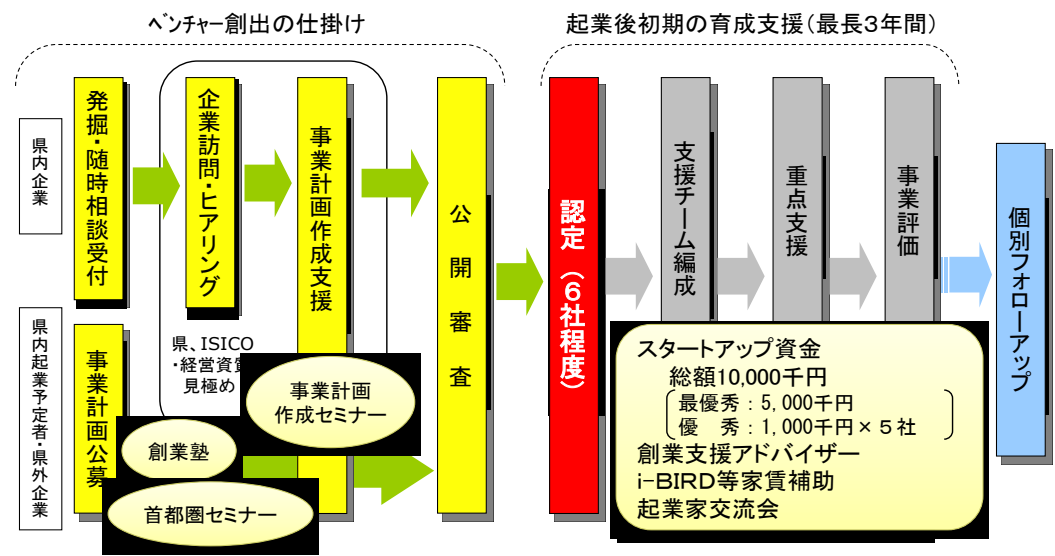 ベンチャー創出の仕掛け
起業後初期の育成支援（最長3年間）
県内企業
発掘・随時相談受付
企業訪問・ヒアリング
事業計画作成支援
公開審査
認定（6社程度）
支援チーム編成
重点支援
事業評価
個別フォローアップ
県内起業予定者・県外企業
事業計画公募
県、ISICO
・経営資質
見極め
事業計画
作成セミナー
創業塾
首都圏セミナー
スタートアップ資金
総額10,000千円
最優秀：5,000千円
優　秀：1,000千円×５社
創業支援アドバイザー
i-BIRD等家賃補助
起業家交流会